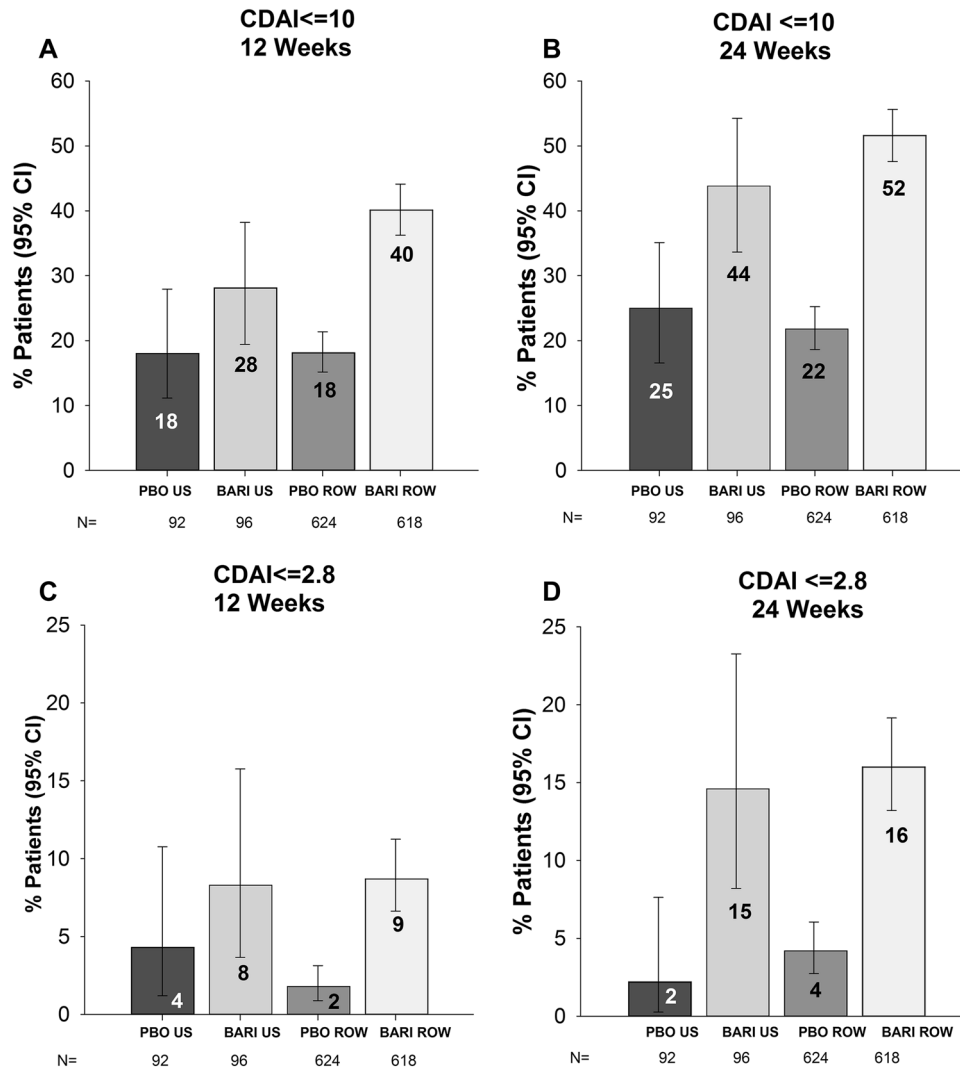 A
CDAI<=10
12 Weeks
% Patients (95% CI)
60
50
40
30
20
10
0
18
28
18
40
PBO US BARI US PBO ROW BARI ROW
N= 92 96 624 618
B
CDAI <=10
24 Weeks
% Patients (95% CI)
60
50
40
30
20
10
0
25
44
22
52
PBO US BARI US PBO ROW BARI ROW
92 96 624 618
C
CDAI<=2.8
12 Weeks
% Patients (95% CI)
25
20
15
10
5
0
4
8
2
9
PBO US BARI US PBO ROW BARI ROW
N= 92 96 624 618
D
CDAI <=2.8
24 Weeks
% Patients (95% CI)
25
20
15
10
5
0
2
15
4
16
PBO US BARI US PBO ROW BARI ROW
N= 92 96 624 618